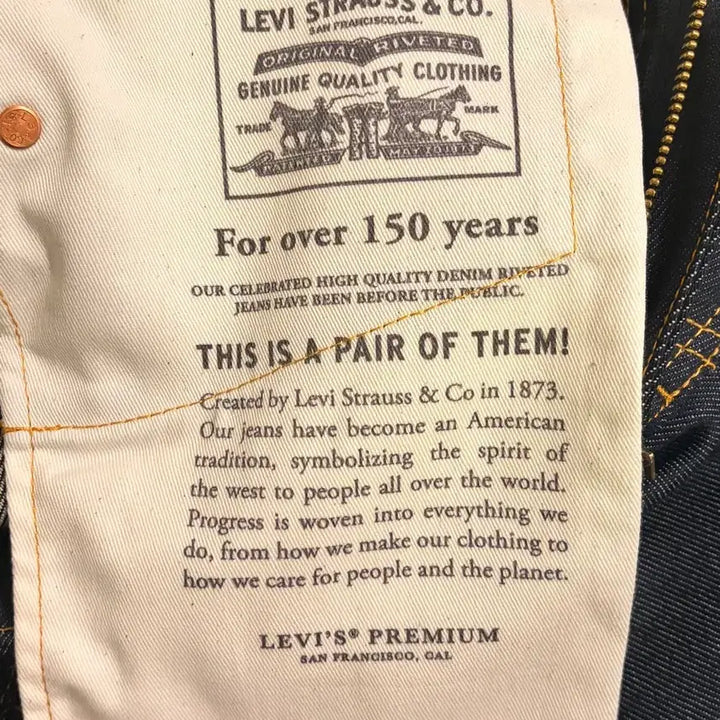 LEVI STRAUSS & CO.
SAN FRANCISCO, CAL.
ORIGINAL RIVETED
GENUINE QUALITY CLOTHING
TRADE MARK
PATENTED MAY 20 1873
For over 150 years
OUR CELEBRATED HIGH QUALITY DENIM RIVETED
JEANS HAVE BEEN BEFORE THE PUBLIC.
THIS IS A PAIR OF THEM!
Created by Levi Strauss & Co in 1873.
Our jeans have become an American
tradition, symbolizing the spirit of
the west to people all over the world.
Progress is woven into everything we
do, from how we make our clothing to
how we care for people and the planet.
LEVI'S® PREMIUM
SAN FRANCISCO, CAL